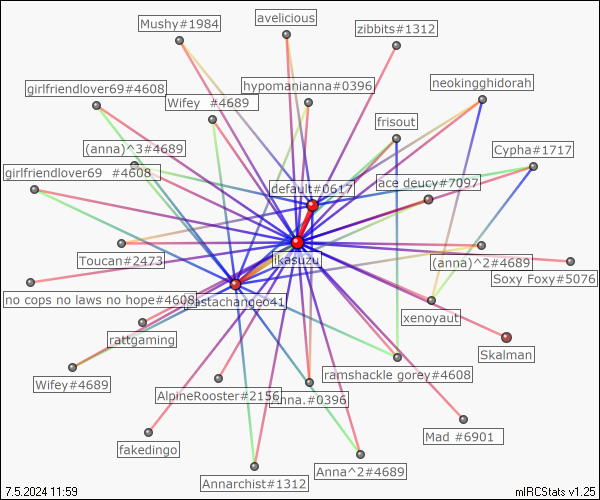 avelicious
Mushy#1984
zibbits#1312
girlfriendlover69#4608
hypomanianna#0396
neokingghidorah
Wifey #4689
frisout
(anna)^3#4689
Cypha#1717
girlfriendlover69 #4608
default#0617
ace deucy#7097
Toucan#2473
ikasuzu
(anna)^2#4689
Soxy Foxy#5076
no cops no laws no hope#4608
pastachange041
xenoyaut
rattgaming
Skalman
Wifey#4689
ramshackle gorey#4608
AlpineRooster#2156
Anna.#0396
Mad #6901
fakedingo
Anna^2#4689
Annarchist#1312
7.5.2024 11:59
mIRCStats v1.25